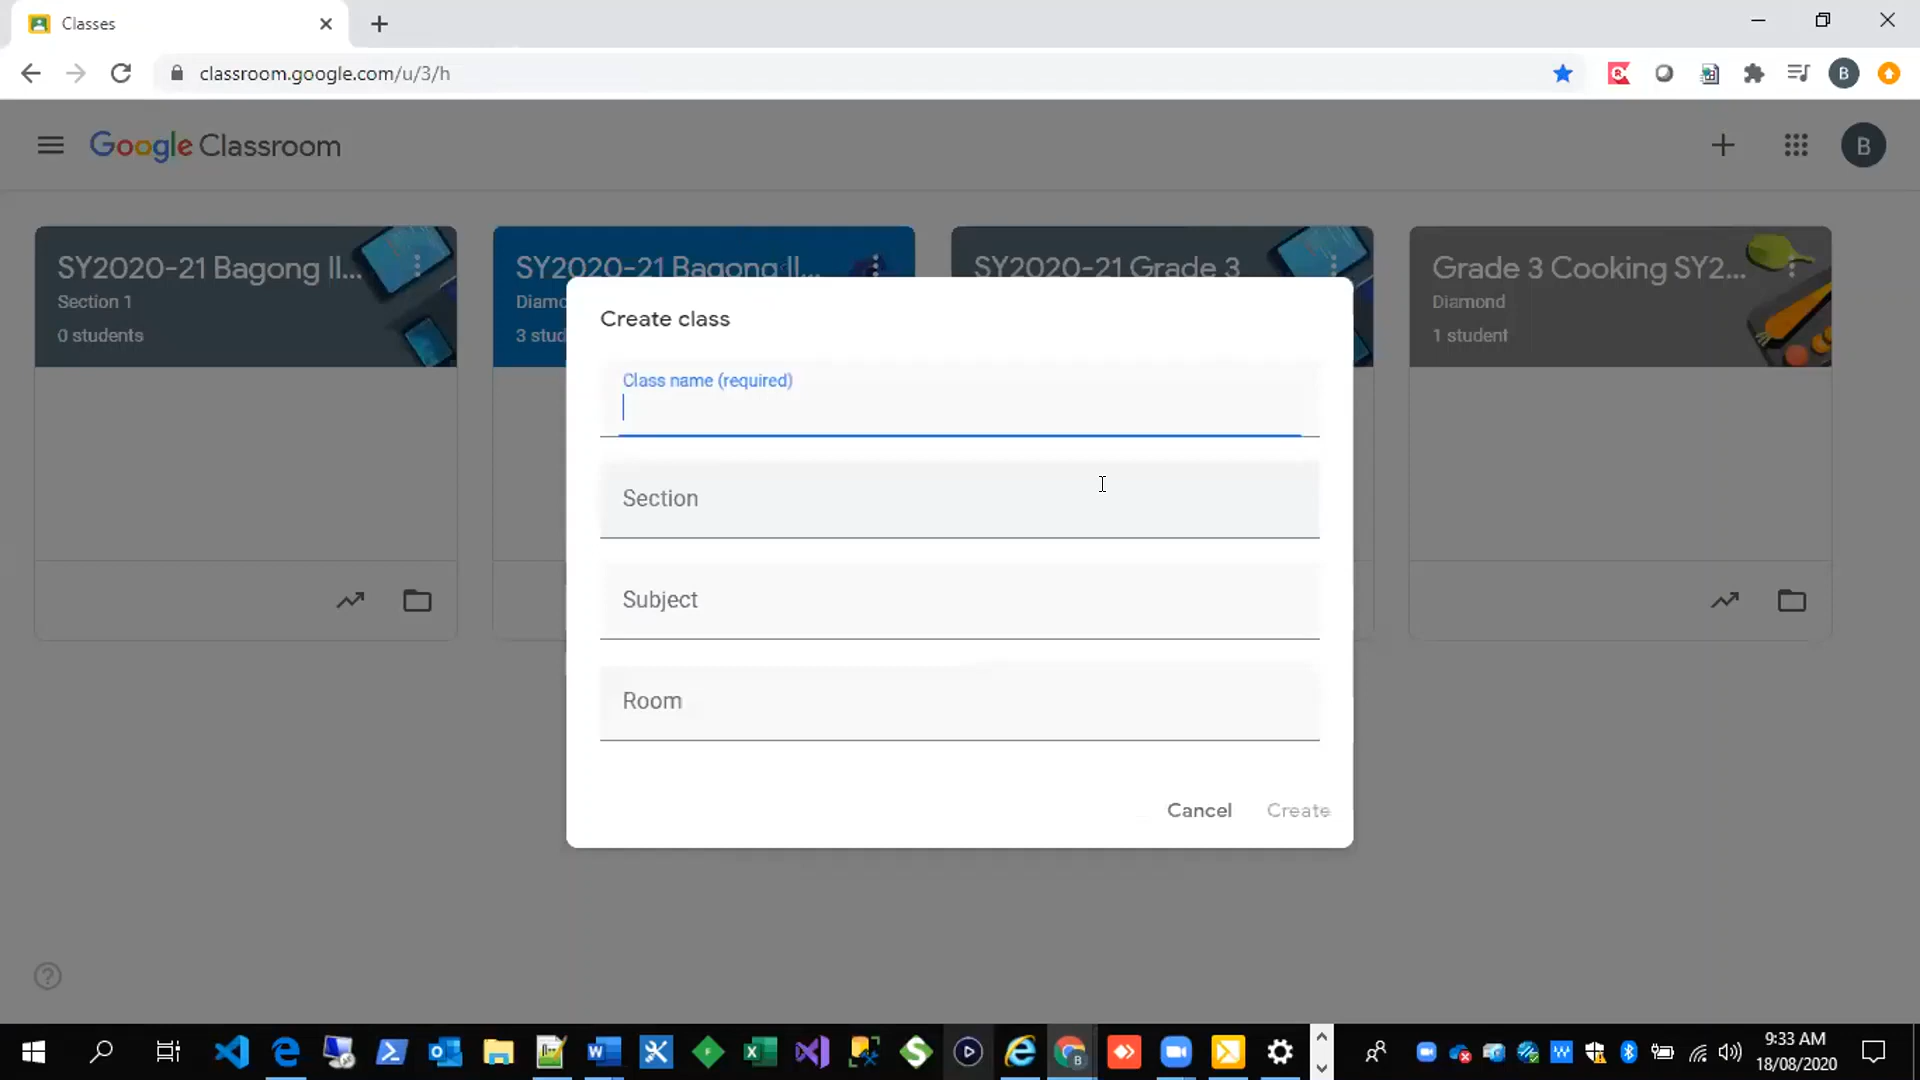 Classes
classroom.google.com/u/3/h
B
Google Classroom
B
SY2020-21 Bagong Il...
Section 1
0 students
SY2020-21 Bagong Il...
Diamo
3 stud
SY2020-21 Grade 3
Grade 3 Cooking SY2...
Diamond
1 student
Create class
Class name (required)
Section
Subject
Room
Cancel
Create
9:33 AM
18/08/2020